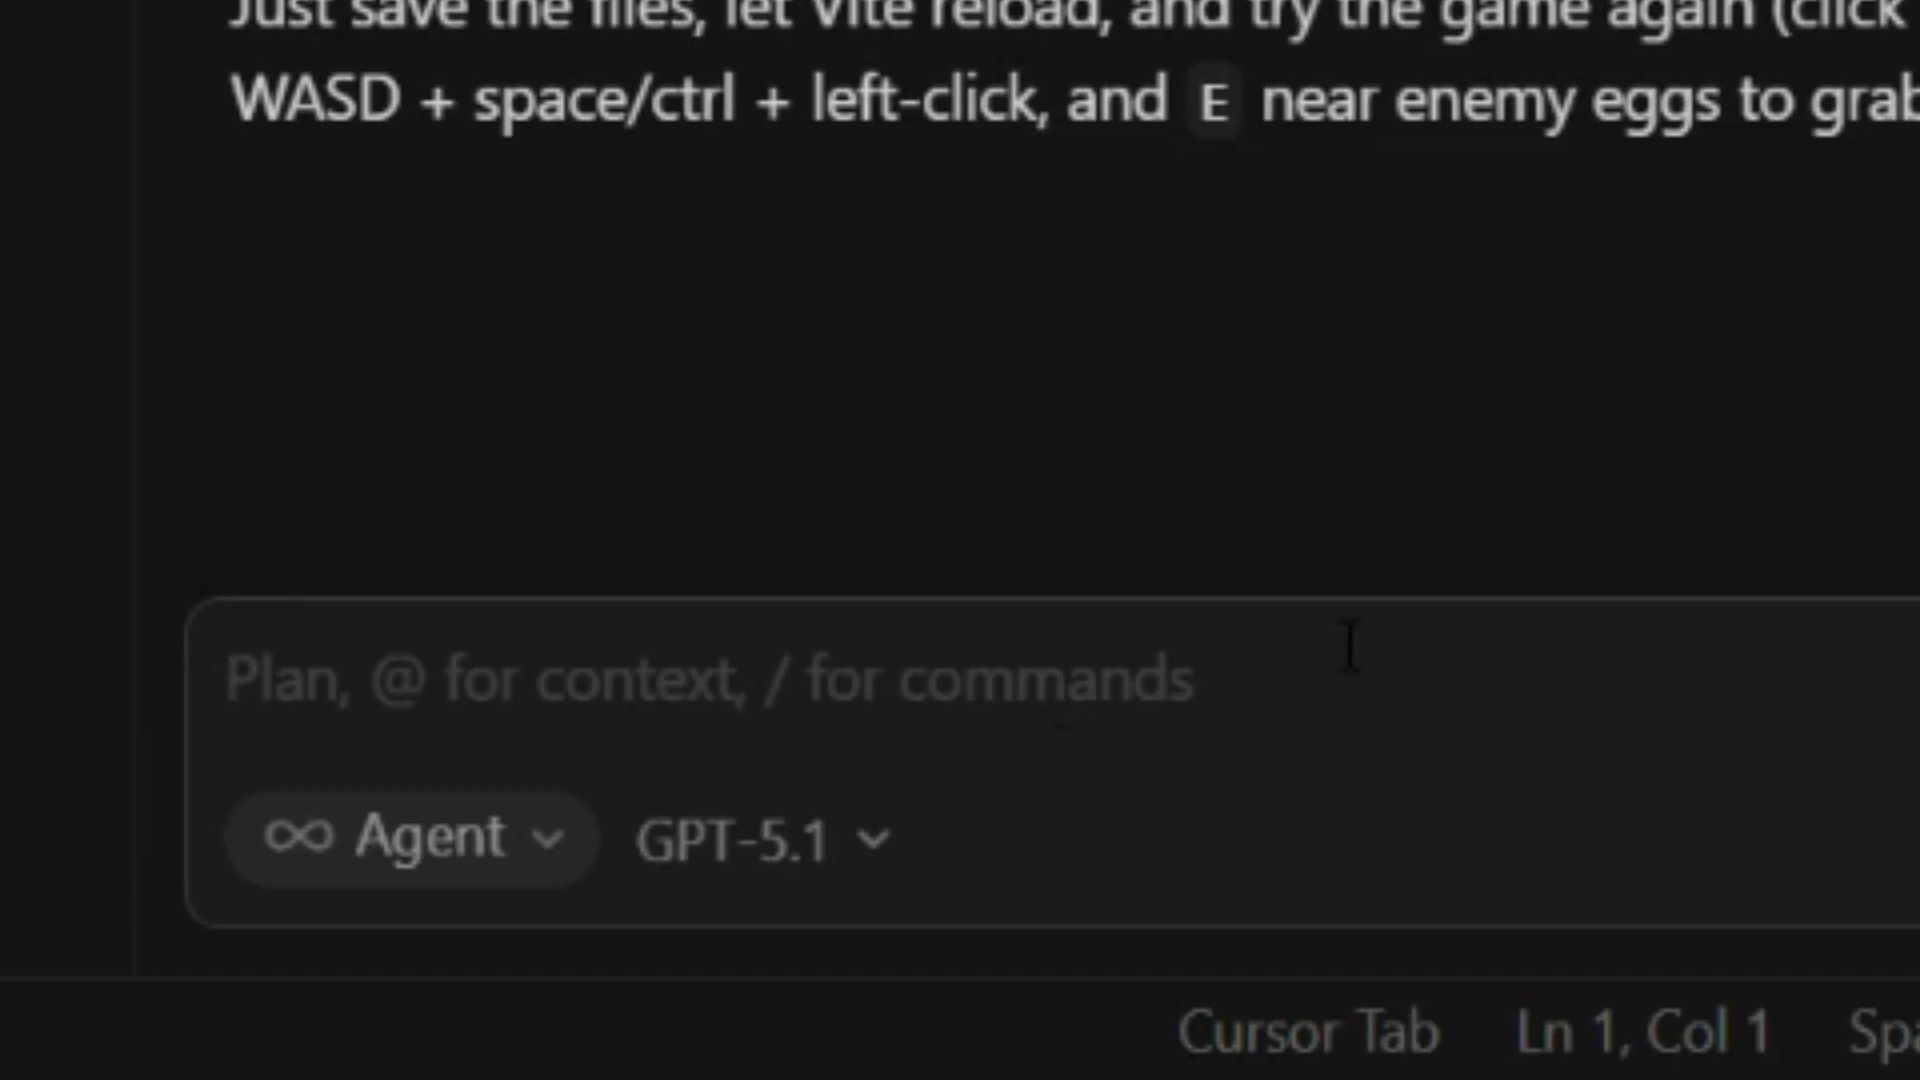 Just save the files, let Vite reload, and try the game again (click
WASD + space/ctrl + left-click, and E near enemy eggs to grab
Plan, @ for context, / for commands
Agent GPT-5.1
Cursor Tab Ln 1, Col 1 Spa